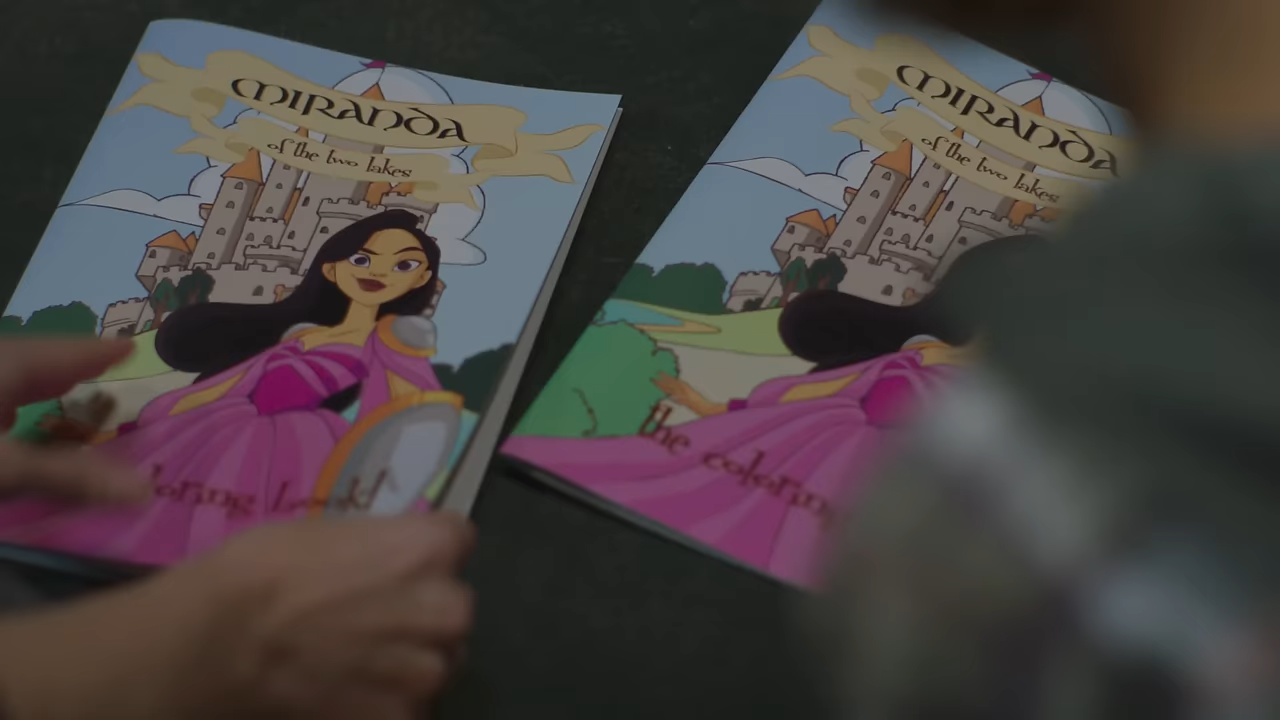 MIRANDA
of the two lakes
MIRANDA
of the two lakes
the coloring